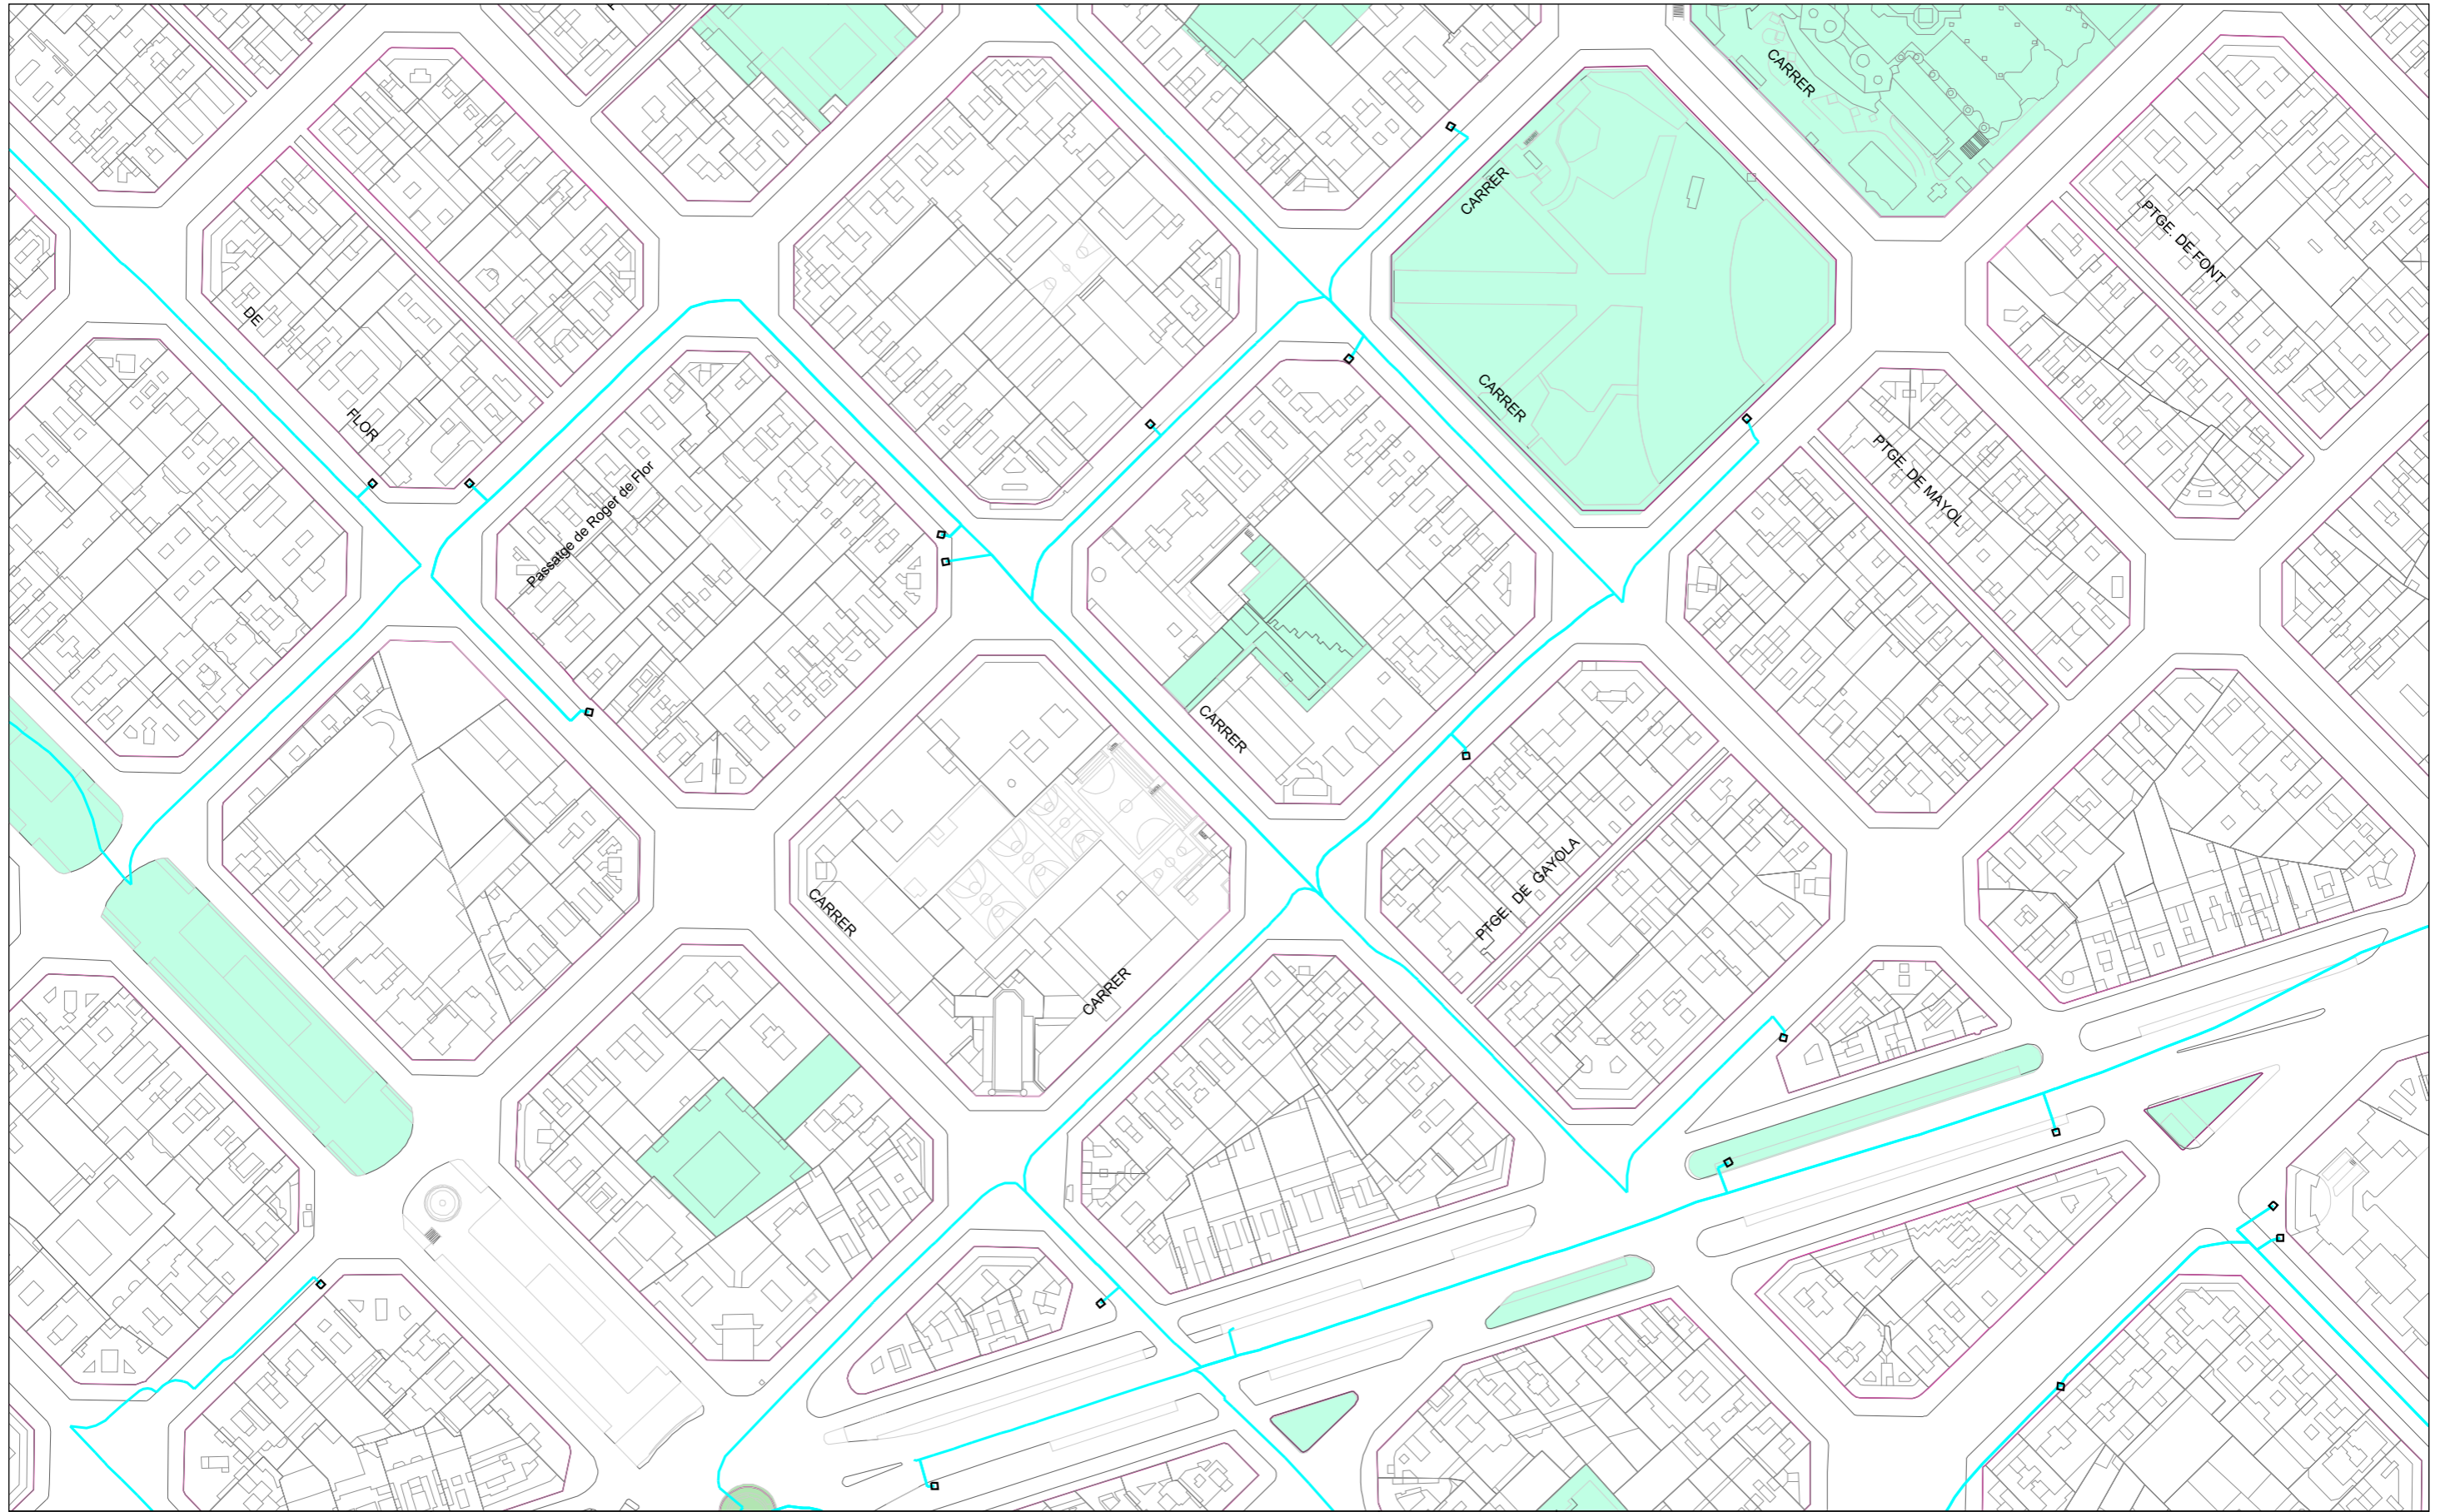 CARRER
CARRER
PTGE. DE FONT
DE
CARRER
FLOR
PTGE. DE MAYOL
Passatge de Roger de Flor
CARRER
PTGE. DE GAYOLA
CARRER
CARRER